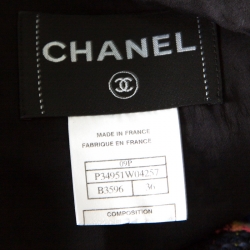 CHANEL
MADE IN FRANCE
FABRIQUE EN FRANCE
09P
P34951W04257
B3596 36
COMPOSITION